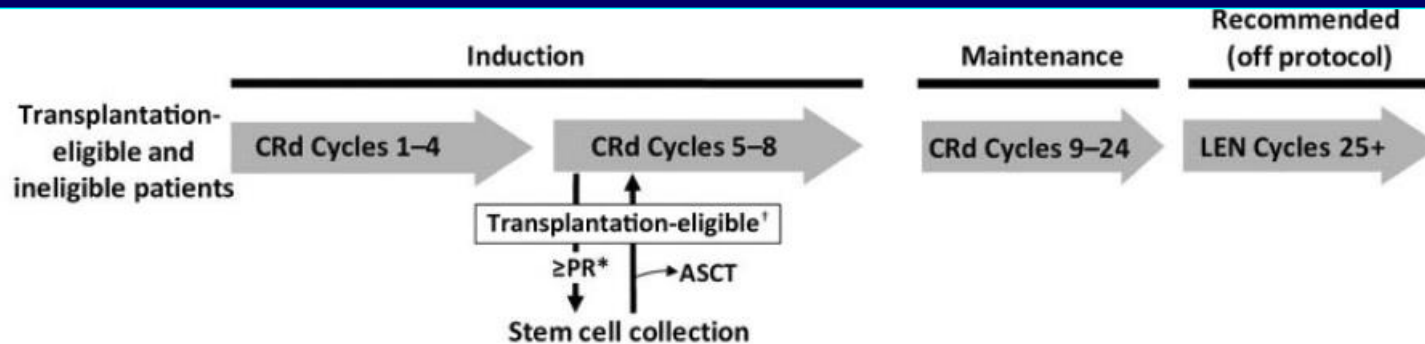 Induction
Maintenance
Recommended
(off protocol)
Transplantation-
eligible and
ineligible patients
CRd Cycles 1–4
CRd Cycles 5–8
CRd Cycles 9–24
LEN Cycles 25+
Transplantation-eligible†
≥PR*
ASCT
Stem cell collection